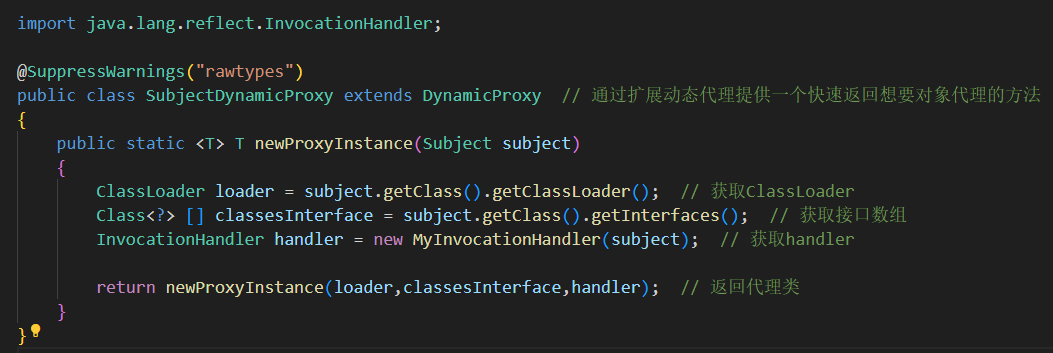 import java.lang.reflect.InvocationHandler;
@SuppressWarnings("rawtypes")
public class SubjectDynamicProxy extends DynamicProxy  // 通过扩展动态代理提供一个快速返回想要对象代理的方法
{
    public static <T> T newProxyInstance(Subject subject)
    {
        ClassLoader loader = subject.getClass().getClassLoader();  // 获取ClassLoader
        Class<?> [] classesInterface = subject.getClass().getInterfaces();  // 获取接口数组
        InvocationHandler handler = new MyInvocationHandler(subject);  // 获取handler
        return newProxyInstance(loader,classesInterface,handler);  // 返回代理类
    }
}